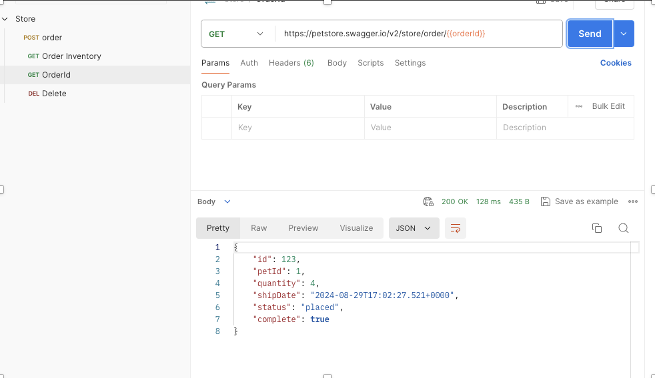 Store
POST order
GET Order Inventory
GET OrderId
DEL Delete
GET https://petstore.swagger.io/v2/store/order/{{orderId}} Send
Params Auth Headers (6) Body Scripts Settings Cookies
Query Params
Key Value Description Bulk Edit
Key Value Description
Body 200 OK 128 ms 435 B Save as example
Pretty Raw Preview Visualize JSON
1 {
2 "id": 123,
3 "petId": 1,
4 "quantity": 4,
5 "shipDate": "2024-08-29T17:02:27.521+0000",
6 "status": "placed",
7 "complete": true
8 }